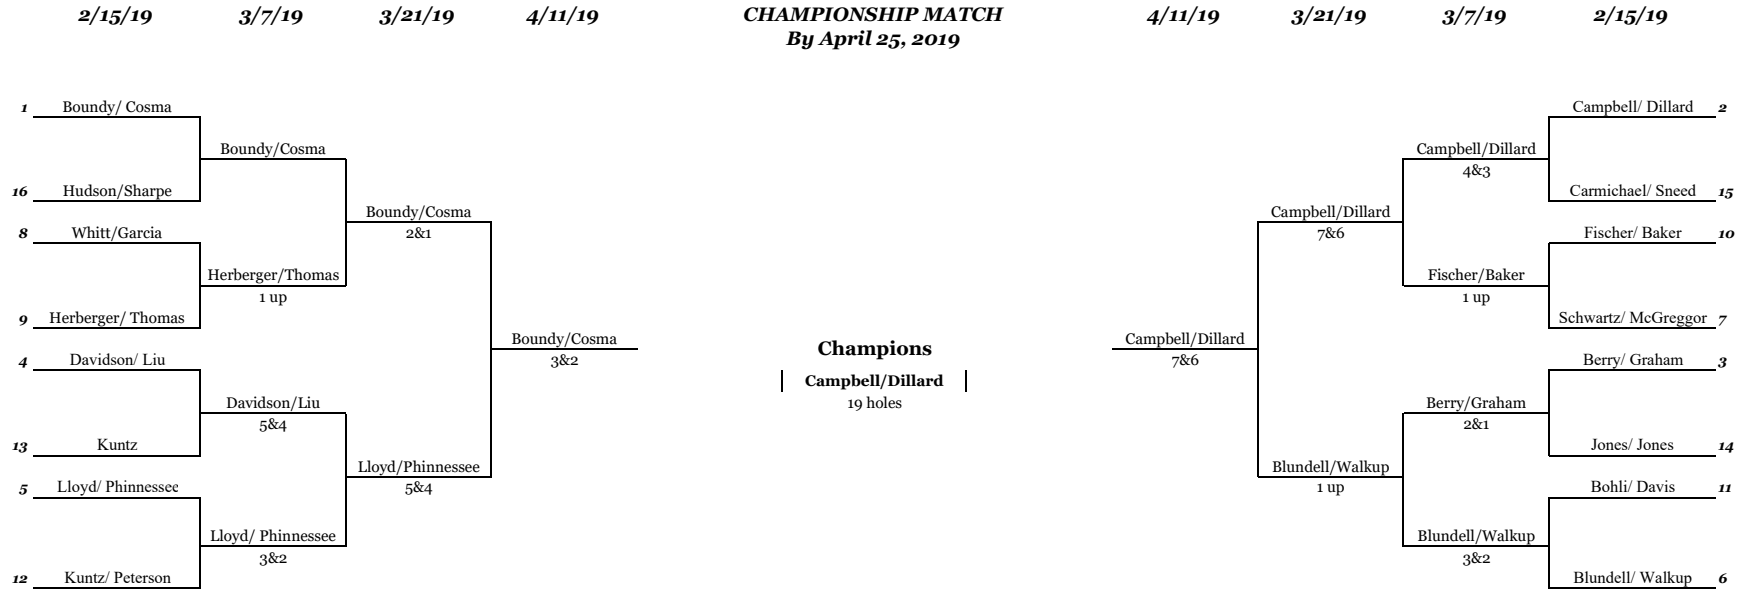 2/15/19 3/7/19 3/21/19 4/11/19 CHAMPIONSHIP MATCH 4/11/19 3/21/19 3/7/19 2/15/19
By April 25, 2019
1 Boundy/ Cosma Campbell/ Dillard 2
Boundy/Cosma Campbell/Dillard
4&3
16 Hudson/Sharpe Carmichael/ Sneed 15
Boundy/Cosma Campbell/Dillard
8 Whitt/Garcia 2&1 7&6 Fischer/ Baker 10
Herberger/Thomas Fischer/Baker
1 up 1 up
9 Herberger/ Thomas Schwartz/ McGreggor 7
Boundy/Cosma Campbell/Dillard
Champions
4 Davidson/ Liu 3&2 7&6 Berry/ Graham 3
Campbell/Dillard
Davidson/Liu 19 holes Berry/Graham
5&4 2&1
13 Kuntz Jones/ Jones 14
Lloyd/Phinnessee Blundell/Walkup
5 Lloyd/ Phinnessee 5&4 1 up Bohli/ Davis 11
Lloyd/ Phinnessee Blundell/Walkup
3&2 3&2
12 Kuntz/ Peterson Blundell/ Walkup 6